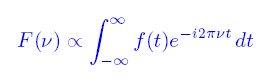 F(ν) ∝ ∫_{-∞}^{∞} f(t)e^{-i2πνt} dt